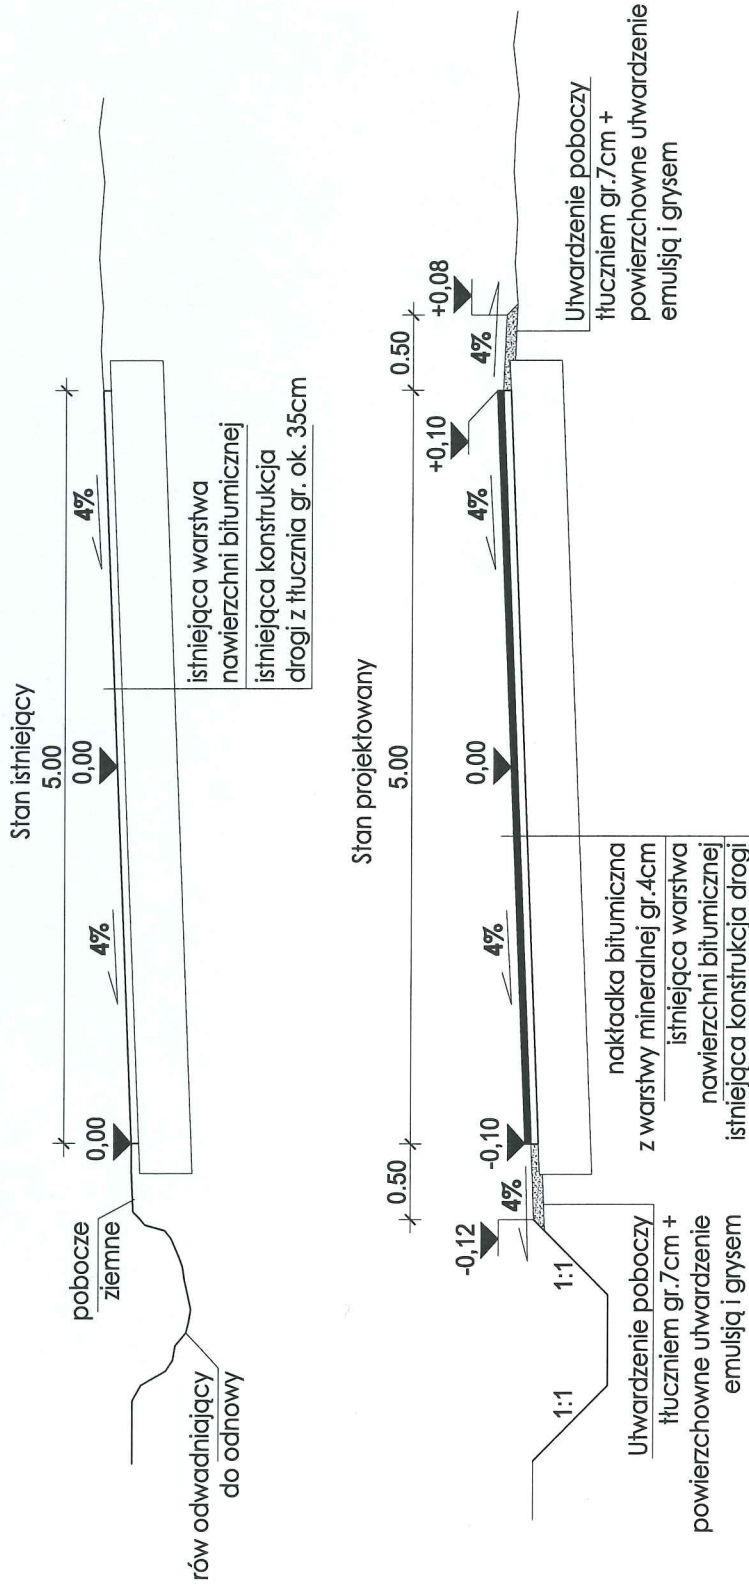 Stan istniejący
5.00
0,00
0,00
4%
4%
pobocze
ziemne
rów odwadniający
do odnowy
istniejąca warstwa
nawierzchni bitumicznej
istniejąca konstrukcja
drogi z tłucznia gr. ok. 35cm
Stan projektowany
0.50
5.00
0.50
-0,12
-0,10
0,00
+0,10
+0,08
4%
4%
4%
4%
1:1
1:1
Utwardzenie poboczy
tłuczniem gr.7cm +
powierzchowne utwardzenie
emulsją i grysem
nakładka bitumiczna
z warstwy mineralnej gr.4cm
istniejąca warstwa
nawierzchni bitumicznej
istniejąca konstrukcja drogi
Utwardzenie poboczy
tłuczniem gr.7cm +
powierzchowne utwardzenie
emulsją i grysem